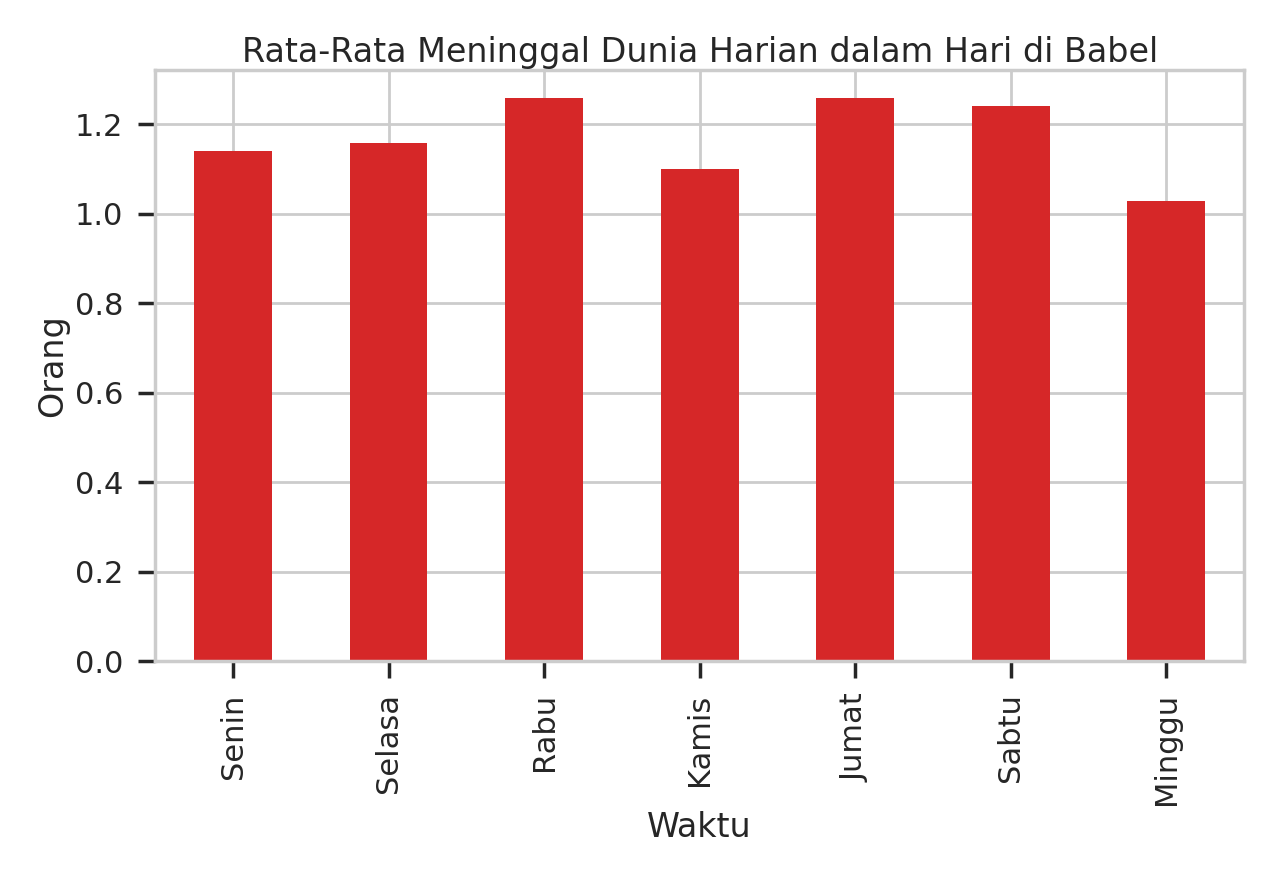 Rata-Rata Meninggal Dunia Harian dalam Hari di Babel
Orang
1.2
1.0
0.8
0.6
0.4
0.2
0.0
Senin
Selasa
Rabu
Kamis
Jumat
Sabtu
Minggu
Waktu